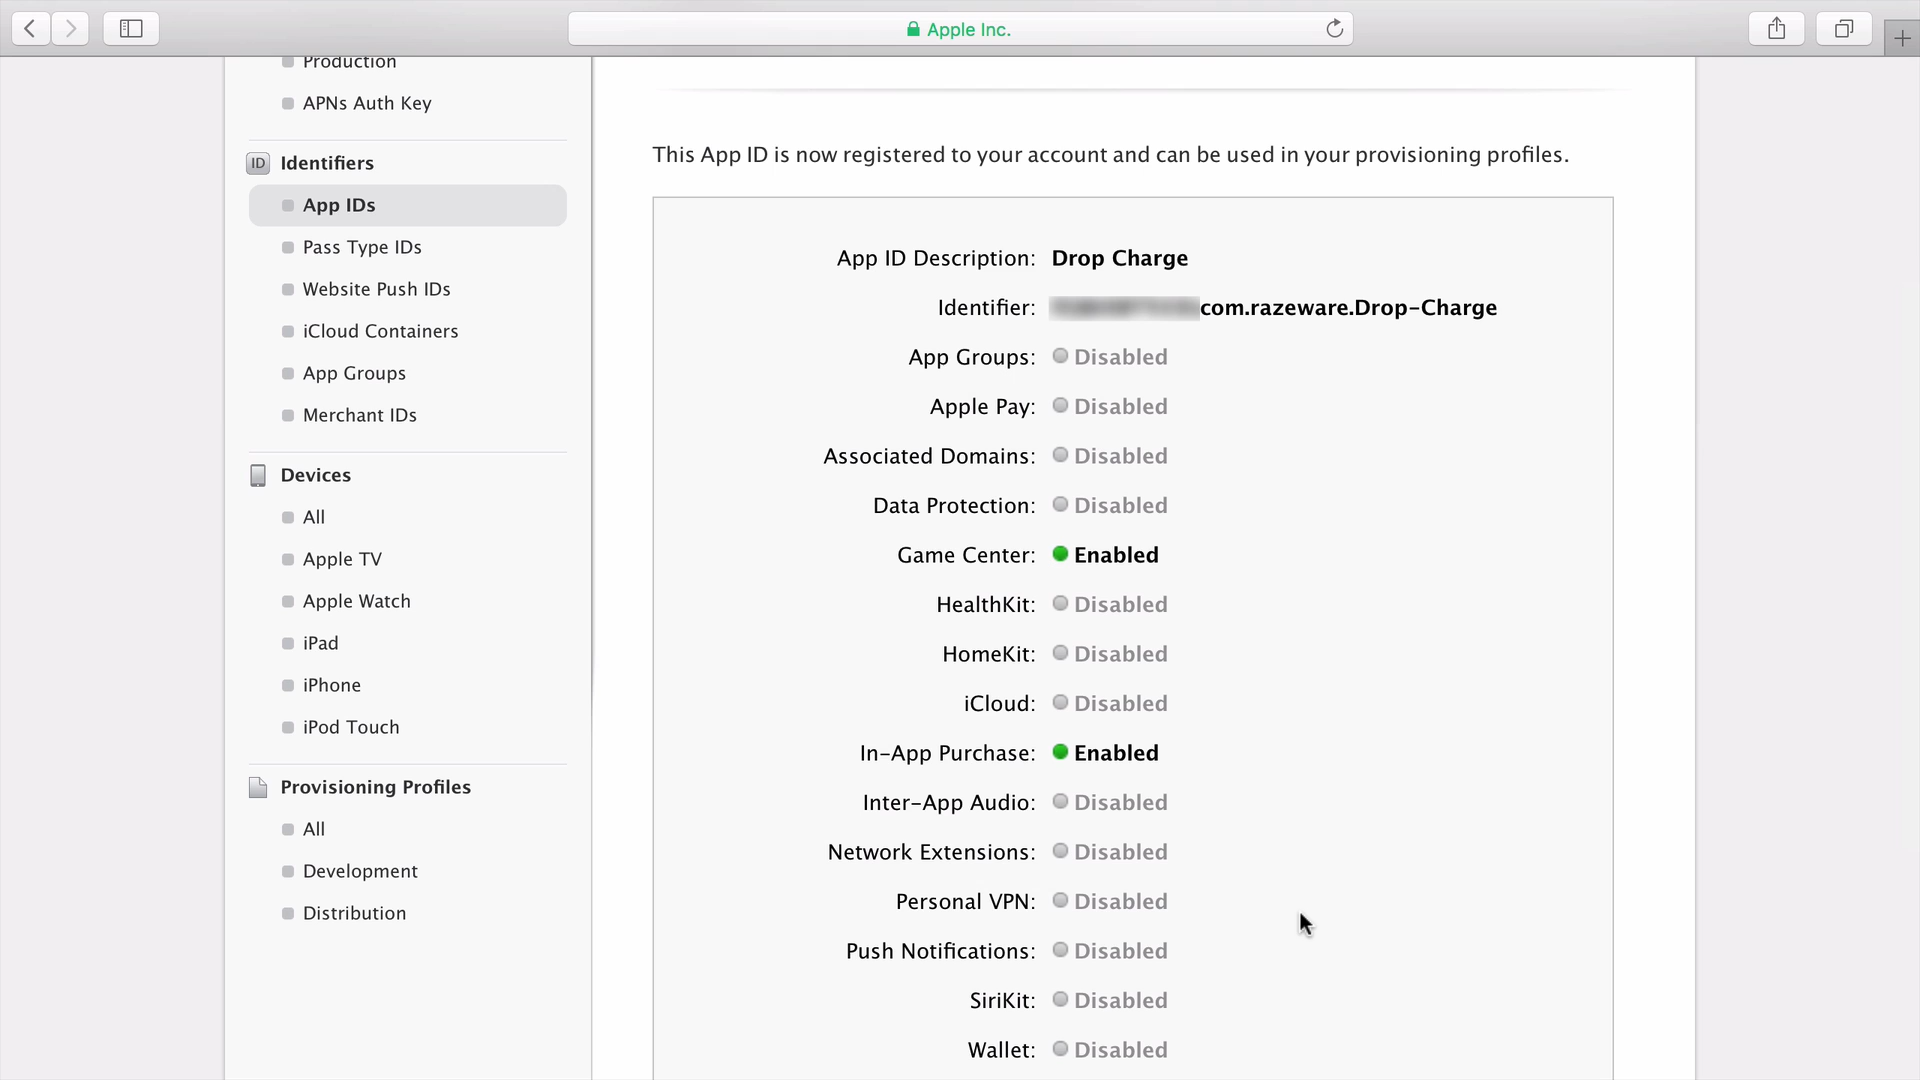 Apple Inc.
Production
APNs Auth Key
ID Identifiers
App IDs
Pass Type IDs
Website Push IDs
iCloud Containers
App Groups
Merchant IDs
Devices
All
Apple TV
Apple Watch
iPad
iPhone
iPod Touch
Provisioning Profiles
All
Development
Distribution
This App ID is now registered to your account and can be used in your provisioning profiles.
App ID Description: Drop Charge
Identifier: com.razeware.Drop-Charge
App Groups: Disabled
Apple Pay: Disabled
Associated Domains: Disabled
Data Protection: Disabled
Game Center: Enabled
HealthKit: Disabled
HomeKit: Disabled
iCloud: Disabled
In-App Purchase: Enabled
Inter-App Audio: Disabled
Network Extensions: Disabled
Personal VPN: Disabled
Push Notifications: Disabled
SiriKit: Disabled
Wallet: Disabled